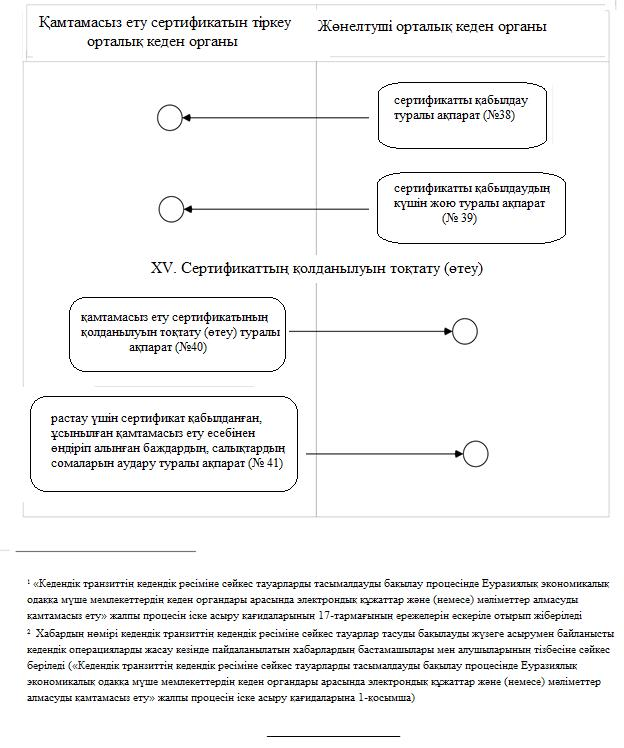 Қамтамасыз ету сертификатын тіркеу
орталық кеден органы
Жөнелтуші орталық кеден органы
сертификатты қабылдау
туралы ақпарат (№38)
сертификатты қабылдаудың
күшін жою туралы ақпарат
(№ 39)
XV. Сертификаттың қолданылуын тоқтату (өтеу)
қамтамасыз ету сертификатының
қолданылуын тоқтату (өтеу) туралы
ақпарат (№40)
растау үшін сертификат қабылданған,
ұсынылған қамтамасыз ету есебінен
өндіріп алынған баждардың, салықтардың
сомаларын аудару туралы ақпарат (№ 41)
¹ «Кедендік транзиттің кедендік рәсіміне сәйкес тауарларды тасымалдауды бақылау процесінде Еуразиялық экономикалық
одаққа мүше мемлекеттердің кеден органдары арасында электрондық құжаттар және (немесе) мәліметтер алмасуды
қамтамасыз ету» жалпы процесін іске асыру қағидаларының 17-тармағының ережелерін ескеріле отырып жіберіледі
² Хабардың нөмірі кедендік транзиттің кедендік рәсіміне сәйкес тауарлар тасуды бақылауды жүзеге асырумен байланысты
кедендік операцияларды жасау кезінде пайдаланылатын хабарлардың бастамашылары мен алушыларының тізбесіне сәйкес
беріледі («Кедендік транзиттің кедендік рәсіміне сәйкес тауарларды тасымалдауды бақылау процесінде Еуразиялық
экономикалық одаққа мүше мемлекеттердің кеден органдары арасында электрондық құжаттар және (немесе) мәліметтер
алмасуды қамтамасыз ету» жалпы процесін іске асыру қағидаларына 1-қосымша)